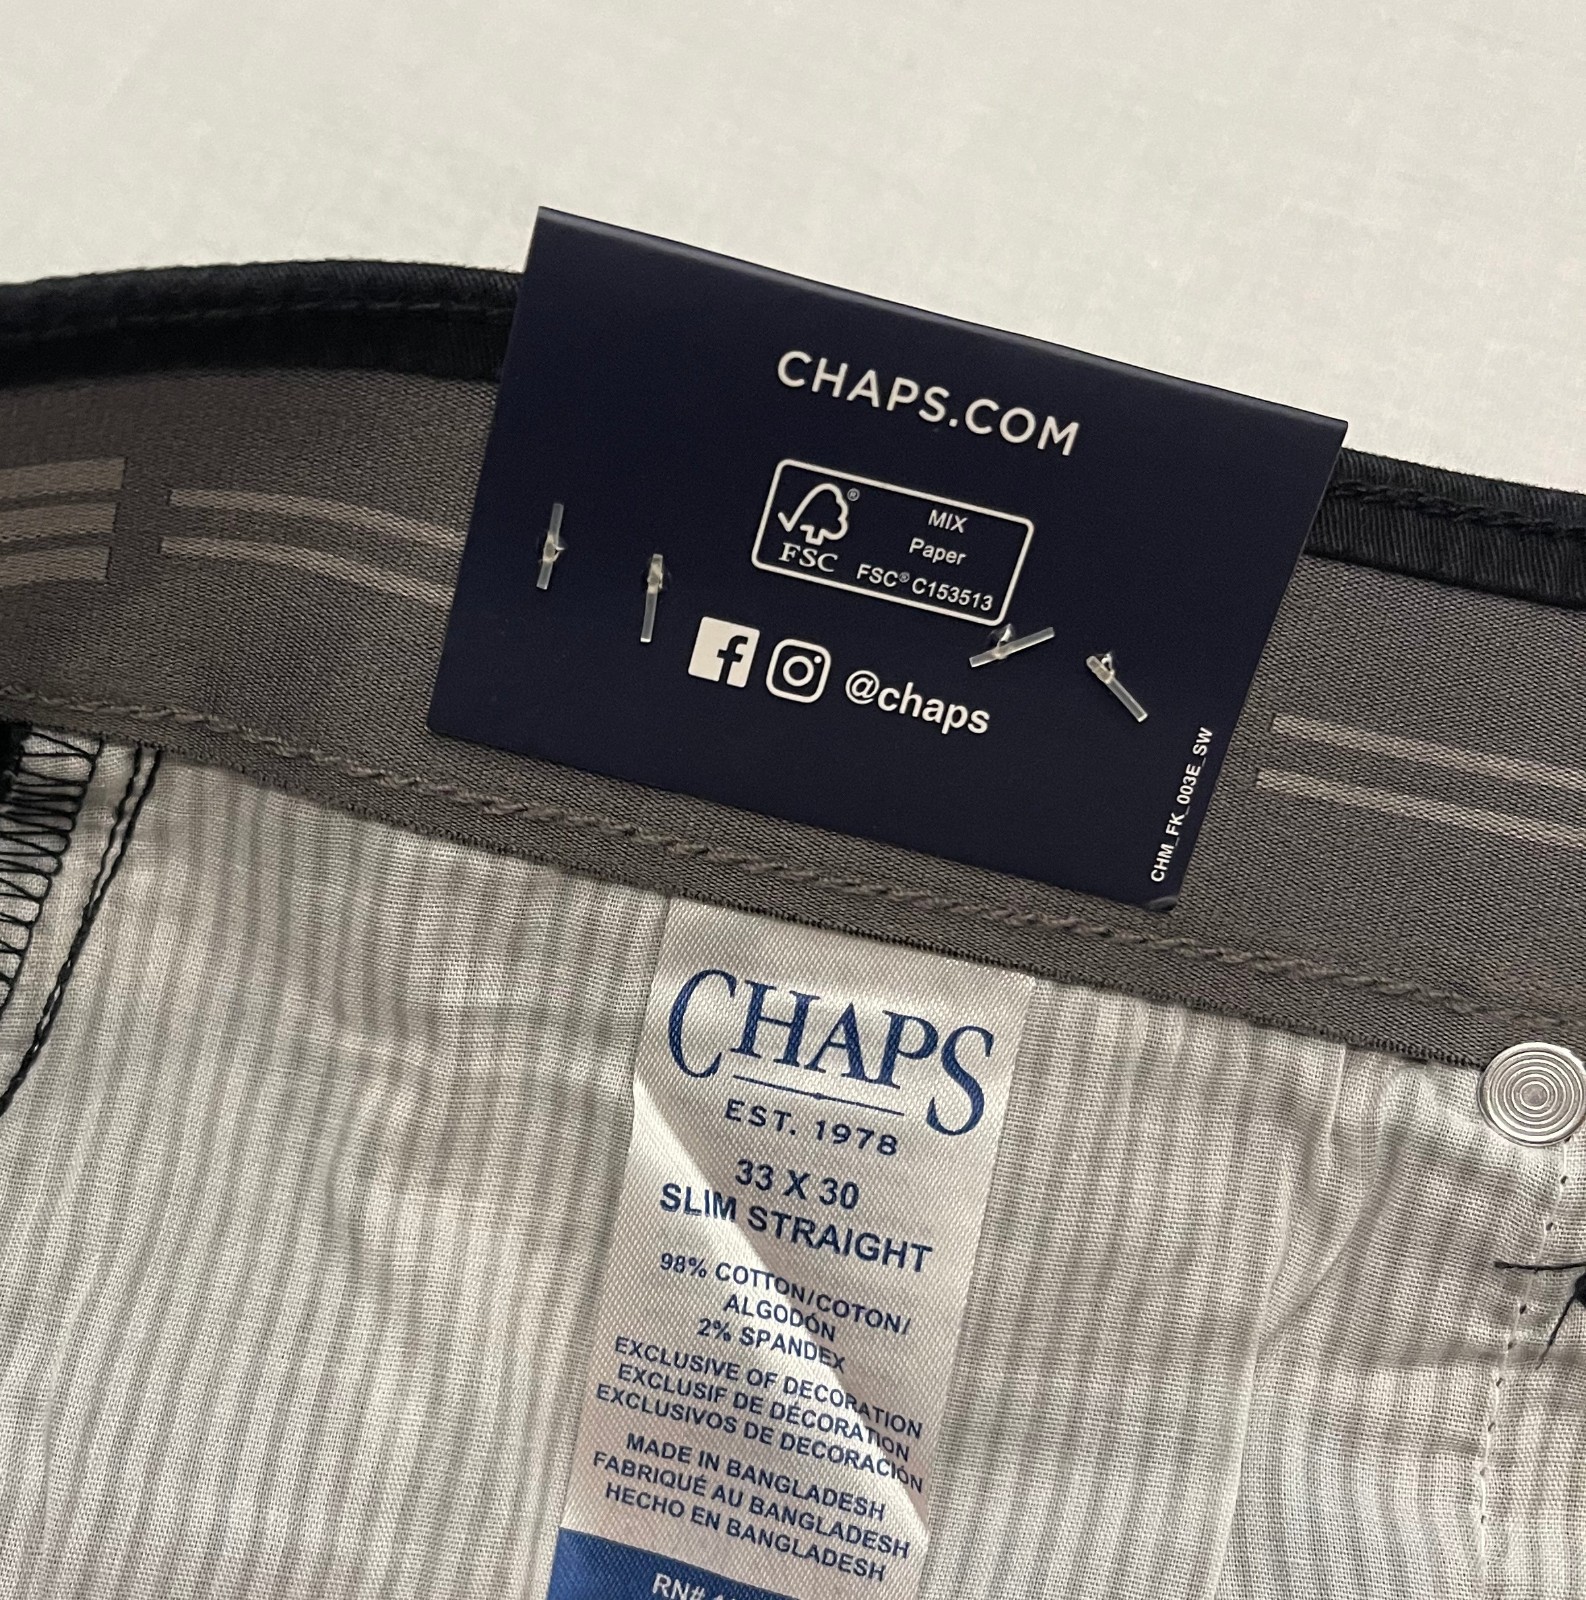 CHAPS.COM
®
FSC
MIX
Paper
FSC® C153513
@chaps
CHM_FK_003E_SW
CHAPS
EST. 1978
33 X 30
SLIM STRAIGHT
98% COTTON/COTON/
ALGODÓN
2% SPANDEX
EXCLUSIVE OF DECORATION
EXCLUSIF DE DÉCORATION
EXCLUSIVOS DE DECORACIÓN
MADE IN BANGLADESH
FABRIQUÉ AU BANGLADESH
HECHO EN BANGLADESH
RN#